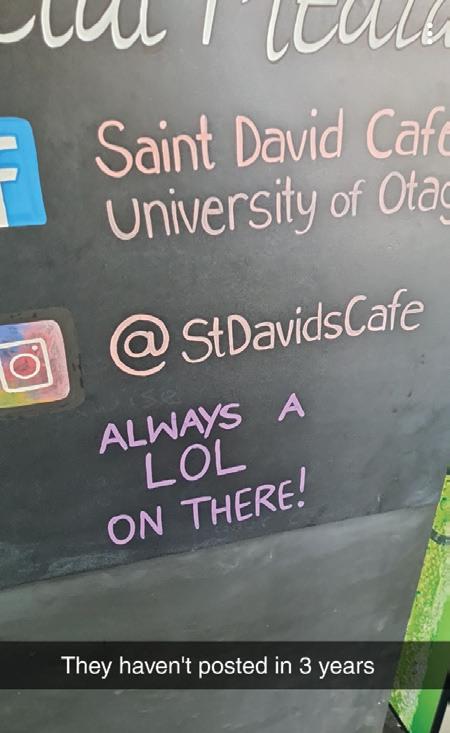 Saint David Cafe
University of Otag
@StDavidsCafe
ALWAYS A
LOL
ON THERE!
They haven't posted in 3 years